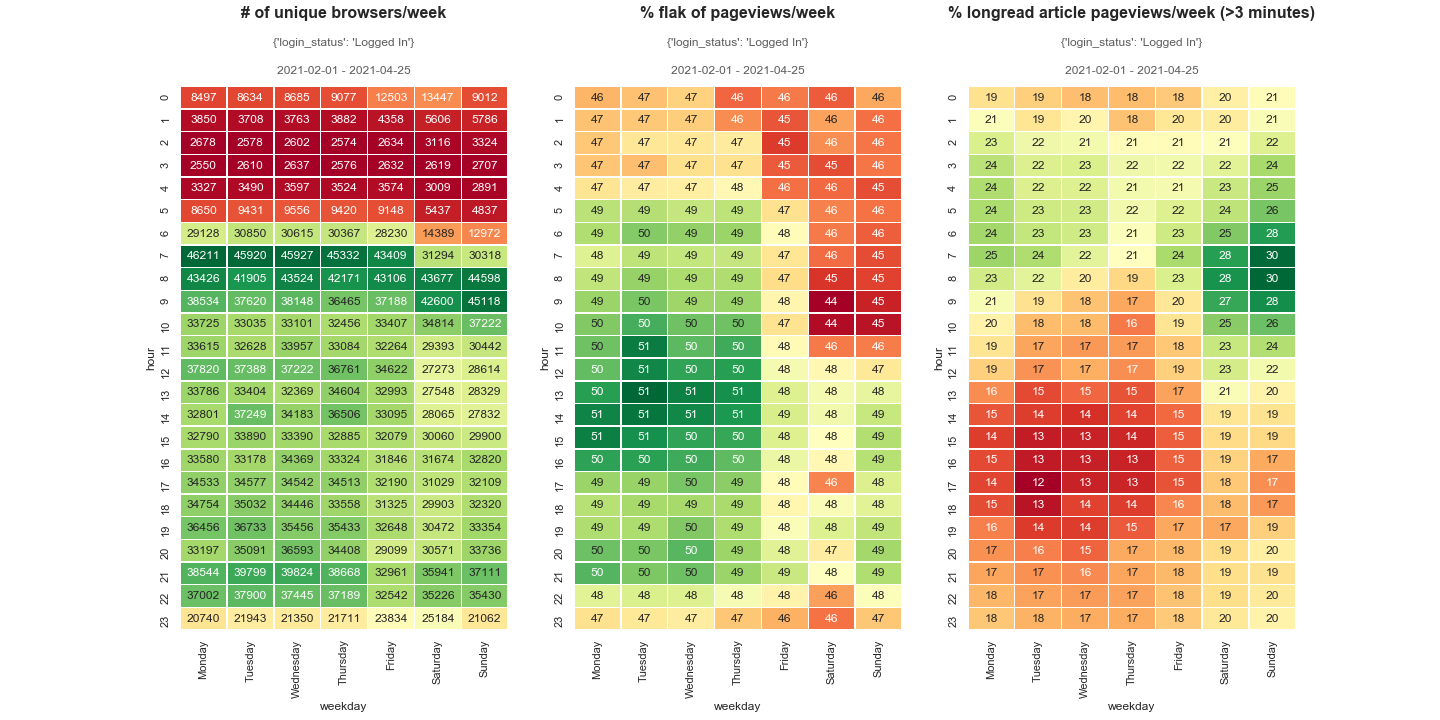 # of unique browsers/week
{'login_status': 'Logged In'}
2021-02-01 - 2021-04-25
hour
0 8497 8634 8685 9077 12503 13447 9012
1 3850 3708 3763 3882 4358 5606 5786
2 2678 2578 2602 2574 2634 3116 3324
3 2550 2610 2637 2576 2632 2619 2707
4 3327 3490 3597 3524 3574 3009 2891
5 8650 9431 9556 9420 9148 5437 4837
6 29128 30850 30615 30367 28230 14389 12972
7 46211 45920 45927 45332 43409 31294 30318
8 43426 41905 43524 42171 43106 43677 44598
9 38534 37620 38148 36465 37188 42600 45118
10 33725 33035 33101 32456 33407 34814 37222
11 33615 32628 33957 33084 32264 29393 30442
12 37820 37388 37222 36761 34622 27273 28614
13 33786 33404 32369 34604 32993 27548 28329
14 32801 37249 34183 36506 33095 28065 27832
15 32790 33890 33390 32885 32079 30060 29900
16 33580 33178 34369 33324 31846 31674 32820
17 34533 34577 34542 34513 32190 31029 32109
18 34754 35032 34446 33558 31325 29903 32320
19 36456 36733 35456 35433 32648 30472 33354
20 33197 35091 36593 34408 29099 30571 33736
21 38544 39799 39824 38668 32961 35941 37111
22 37002 37900 37445 37189 32542 35226 35430
23 20740 21943 21350 21711 23834 25184 21062
Monday Tuesday Wednesday Thursday Friday Saturday Sunday
weekday
% flak of pageviews/week
{'login_status': 'Logged In'}
2021-02-01 - 2021-04-25
hour
0 46 47 47 46 46 46 46
1 47 47 47 46 45 46 46
2 47 47 47 47 45 46 46
3 47 47 47 47 45 45 46
4 47 47 47 48 46 46 45
5 49 49 49 49 47 46 46
6 49 50 49 49 48 46 46
7 48 49 49 49 47 46 45
8 49 49 49 49 47 45 45
9 49 50 49 49 48 44 45
10 50 50 50 50 47 44 45
11 50 51 50 50 48 46 46
12 50 51 50 50 48 48 47
13 50 51 51 51 48 48 48
14 51 51 51 51 49 48 49
15 51 51 50 50 48 48 49
16 50 50 50 50 48 48 49
17 49 49 50 49 48 46 48
18 49 49 49 49 48 48 48
19 49 49 50 49 48 48 49
20 50 50 50 49 48 47 49
21 50 50 50 49 49 48 49
22 48 48 48 48 48 46 48
23 47 47 47 47 46 46 47
Monday Tuesday Wednesday Thursday Friday Saturday Sunday
weekday
% longread article pageviews/week (>3 minutes)
{'login_status': 'Logged In'}
2021-02-01 - 2021-04-25
hour
0 19 19 18 18 18 20 21
1 21 19 20 18 20 20 21
2 23 22 21 21 21 21 22
3 24 22 23 22 22 22 24
4 24 22 22 21 21 23 25
5 24 23 23 22 22 24 26
6 24 23 23 21 23 25 28
7 25 24 22 21 24 28 30
8 23 22 20 19 23 28 30
9 21 19 18 17 20 27 28
10 20 18 18 16 19 25 26
11 19 17 17 17 18 23 24
12 19 17 17 17 19 23 22
13 16 15 15 15 17 21 20
14 15 14 14 14 15 19 19
15 14 13 13 14 15 19 19
16 15 13 13 13 15 19 17
17 14 12 13 13 15 18 17
18 15 13 14 14 16 18 17
19 16 14 14 15 17 17 19
20 17 16 15 17 18 19 20
21 17 17 16 17 18 19 19
22 18 17 17 17 18 19 20
23 18 18 17 17 18 20 20
Monday Tuesday Wednesday Thursday Friday Saturday Sunday
weekday